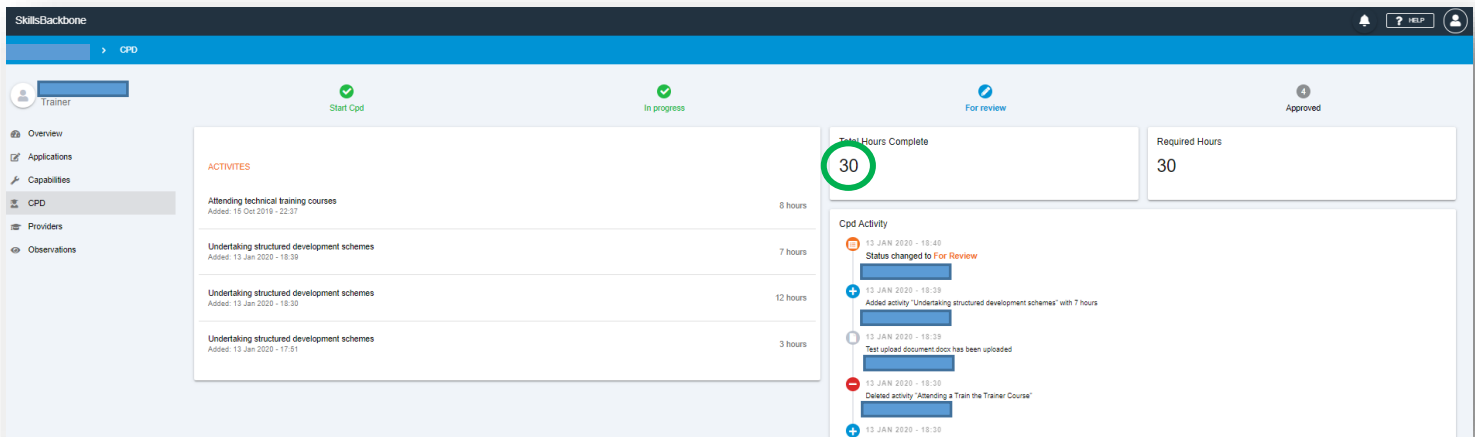 SkillsBackbone
? HELP
> CPD
Trainer
Start Cpd
In progress
For review
4
Approved
Overview
Applications
Capabilities
CPD
Providers
Observations
ACTIVITES
Attending technical training courses
Added: 15 Oct 2019 - 22:37
8 hours
Undertaking structured development schemes
Added: 13 Jan 2020 - 18:39
7 hours
Undertaking structured development schemes
Added: 13 Jan 2020 - 18:30
12 hours
Undertaking structured development schemes
Added: 13 Jan 2020 - 17:51
3 hours
Total Hours Complete
30
Required Hours
30
Cpd Activity
13 JAN 2020 - 18:40
Status changed to For Review
13 JAN 2020 - 18:39
Added activity "Undertaking structured development schemes" with 7 hours
13 JAN 2020 - 18:39
Test upload document.docx has been uploaded
13 JAN 2020 - 18:30
Deleted activity "Attending a Train the Trainer Course"
13 JAN 2020 - 18:30